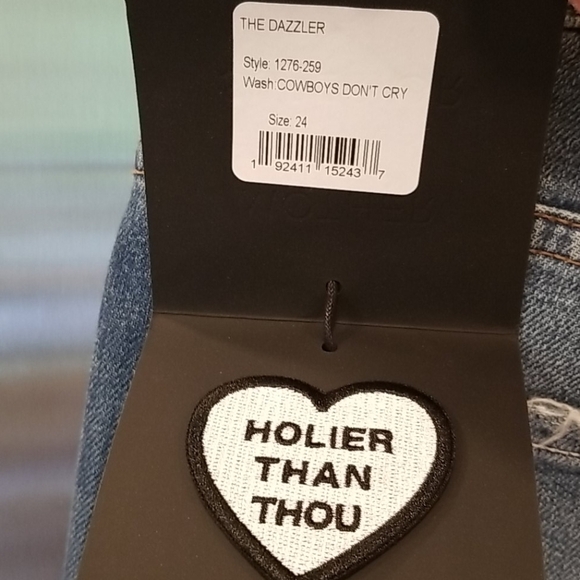 THE DAZZLER
Style: 1276-259
Wash:COWBOYS DON'T CRY
Size: 24
1 92411 15243 7
HOLIER
THAN
THOU